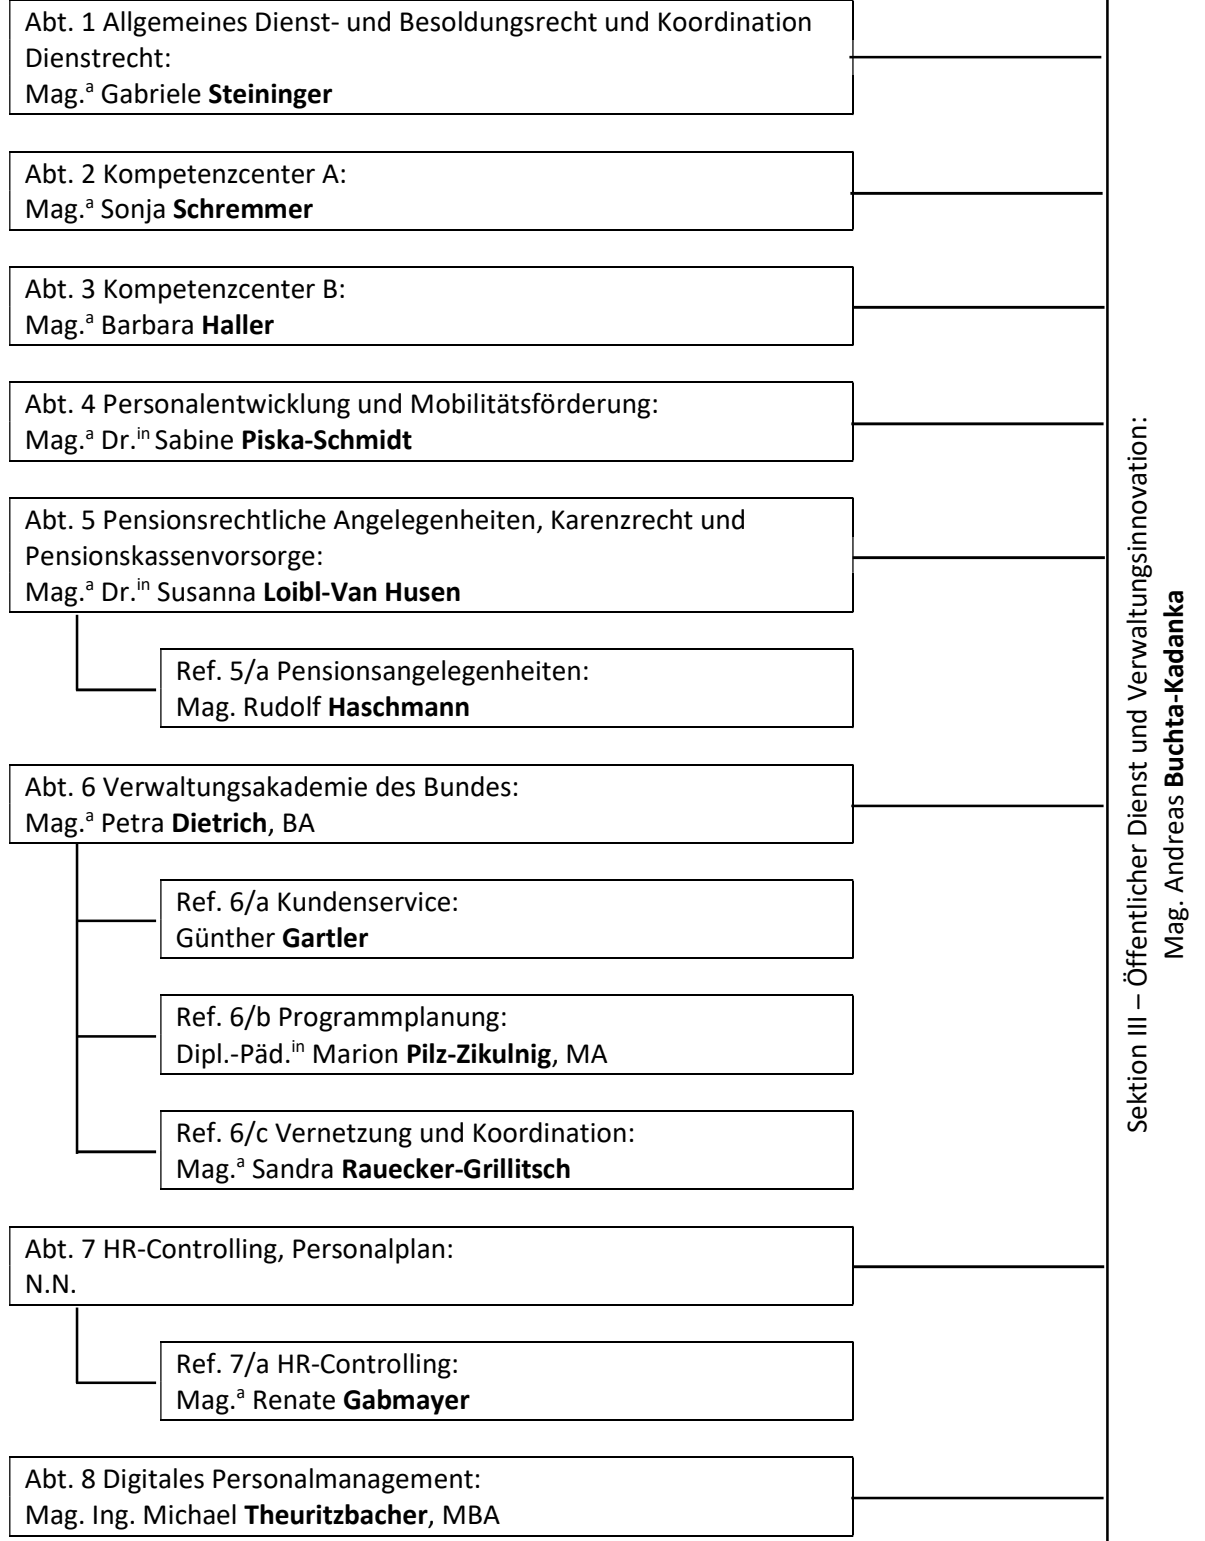 Abt. 1 Allgemeines Dienst- und Besoldungsrecht und Koordination
Dienstrecht:
Mag.ª Gabriele Steininger
Abt. 2 Kompetenzcenter A:
Mag.ª Sonja Schremmer
Abt. 3 Kompetenzcenter B:
Mag.ª Barbara Haller
Abt. 4 Personalentwicklung und Mobilitätsförderung:
Mag.ª Dr.ⁱⁿ Sabine Piska-Schmidt
Abt. 5 Pensionsrechtliche Angelegenheiten, Karenzrecht und
Pensionskassenvorsorge:
Mag.ª Dr.ⁱⁿ Susanna Loibl-Van Husen
Ref. 5/a Pensionsangelegenheiten:
Mag. Rudolf Haschmann
Abt. 6 Verwaltungsakademie des Bundes:
Mag.ª Petra Dietrich, BA
Ref. 6/a Kundenservice:
Günther Gartler
Ref. 6/b Programmplanung:
Dipl.-Päd.ⁱⁿ Marion Pilz-Zikulnig, MA
Ref. 6/c Vernetzung und Koordination:
Mag.ª Sandra Rauecker-Grillitsch
Abt. 7 HR-Controlling, Personalplan:
N.N.
Ref. 7/a HR-Controlling:
Mag.ª Renate Gabmayer
Abt. 8 Digitales Personalmanagement:
Mag. Ing. Michael Theuritzbacher, MBA
Sektion III – Öffentlicher Dienst und Verwaltungsinnovation:
Mag. Andreas Buchta-Kadanka